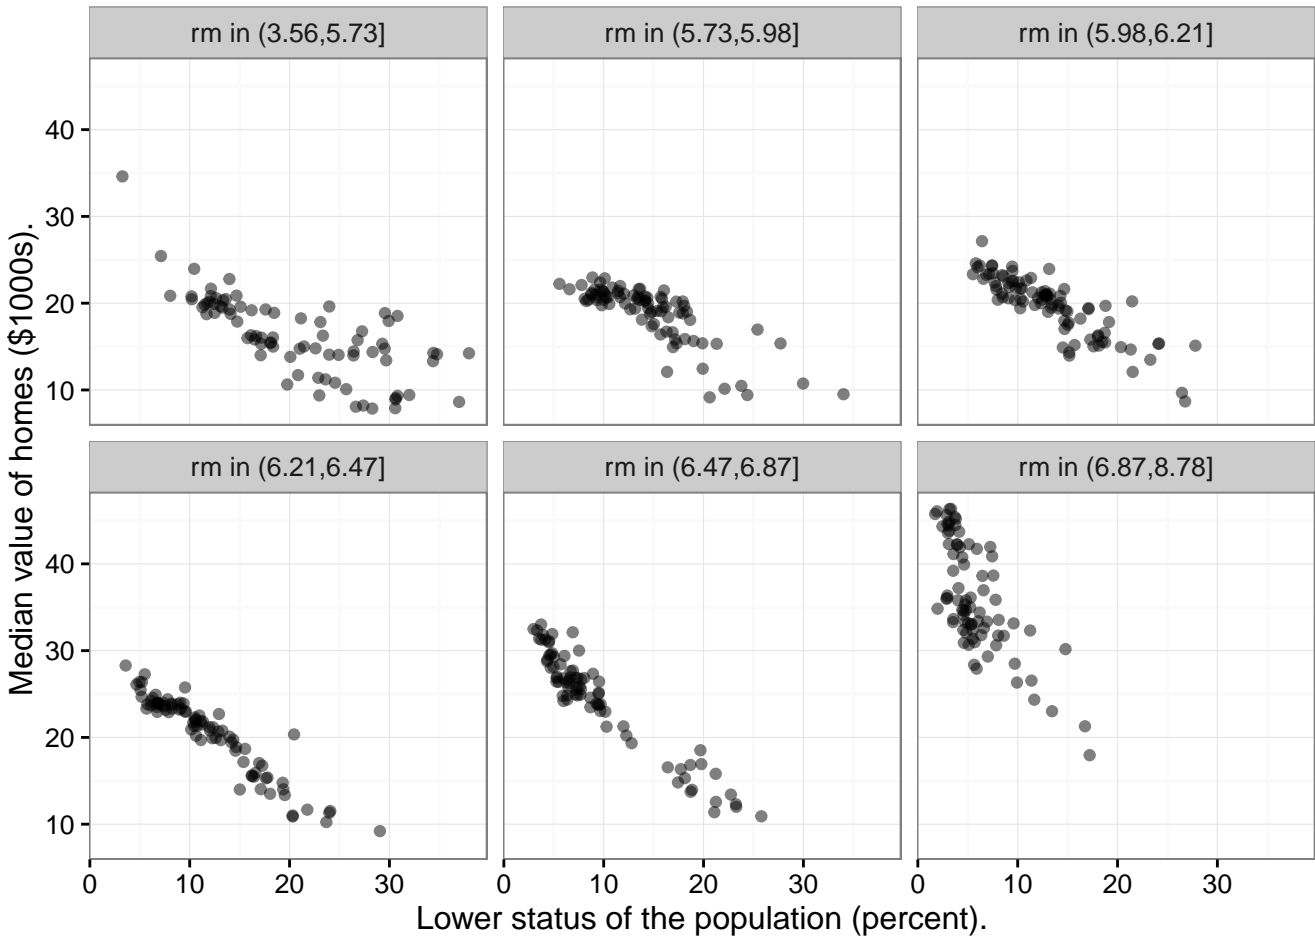 rm in (3.56,5.73] rm in (5.73,5.98] rm in (5.98,6.21]
40
30
20
10
rm in (6.21,6.47] rm in (6.47,6.87] rm in (6.87,8.78]
40
30
20
10
0 10 20 30 0 10 20 30 0 10 20 30
Lower status of the population (percent).
Median value of homes ($1000s).